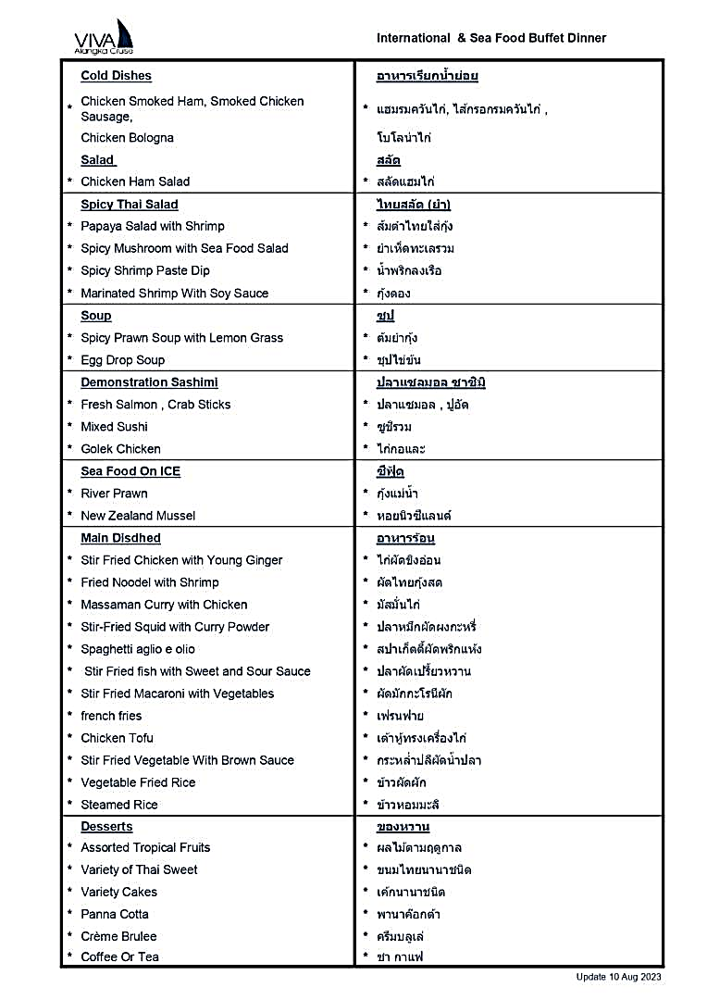 VIVA
Alangka Cruise
International & Sea Food Buffet Dinner
Cold Dishes
อาหารเรียกน้ำย่อย
* Chicken Smoked Ham, Smoked Chicken
Sausage,
* แฮมรมควันไก่, ไส้กรอกรมควันไก่ ,
Chicken Bologna
โบโลน่าไก่
Salad
สลัด
* Chicken Ham Salad
* สลัดแฮมไก่
Spicy Thai Salad
ไทยสลัด (ยำ)
* Papaya Salad with Shrimp
* ส้มตำไทยใส่กุ้ง
* Spicy Mushroom with Sea Food Salad
* ยำเห็ดทะเลรวม
* Spicy Shrimp Paste Dip
* น้ำพริกลงเรือ
* Marinated Shrimp With Soy Sauce
* กุ้งดอง
Soup
ซุป
* Spicy Prawn Soup with Lemon Grass
* ต้มยำกุ้ง
* Egg Drop Soup
* ซุปไข่ข้น
Demonstration Sashimi
ปลาแซลมอล ซาซิมิ
* Fresh Salmon , Crab Sticks
* ปลาแซมอล , ปูอัด
* Mixed Sushi
* ซูชิรวม
* Golek Chicken
* ไก่กอและ
Sea Food On ICE
ซีฟู้ด
* River Prawn
* กุ้งแม่น้ำ
* New Zealand Mussel
* หอยนิวซีแลนด์
Main Disdhed
อาหารร้อน
* Stir Fried Chicken with Young Ginger
* ไก่ผัดขิงอ่อน
* Fried Noodel with Shrimp
* ผัดไทยกุ้งสด
* Massaman Curry with Chicken
* มัสมั่นไก่
* Stir-Fried Squid with Curry Powder
* ปลาหมึกผัดผงกะหรี่
* Spaghetti aglio e olio
* สปาเก็ตตี้ผัดพริกแห้ง
* Stir Fried fish with Sweet and Sour Sauce
* ปลาผัดเปรี้ยวหวาน
* Stir Fried Macaroni with Vegetables
* ผัดมักกะโรนีผัก
* french fries
* เฟรนฟาย
* Chicken Tofu
* เต้าหู้ทรงเครื่องไก่
* Stir Fried Vegetable With Brown Sauce
* กระหล่ำปลีผัดน้ำปลา
* Vegetable Fried Rice
* ข้าวผัดผัก
* Steamed Rice
* ข้าวหอมมะลิ
Desserts
ของหวาน
* Assorted Tropical Fruits
* ผลไม้ตามฤดูกาล
* Variety of Thai Sweet
* ขนมไทยนานาชนิด
* Variety Cakes
* เค้กนานาชนิด
* Panna Cotta
* พานาค๊อกต้า
* Crème Brulee
* ครีมบลูเล่
* Coffee Or Tea
* ชา กาแฟ
Update 10 Aug 2023